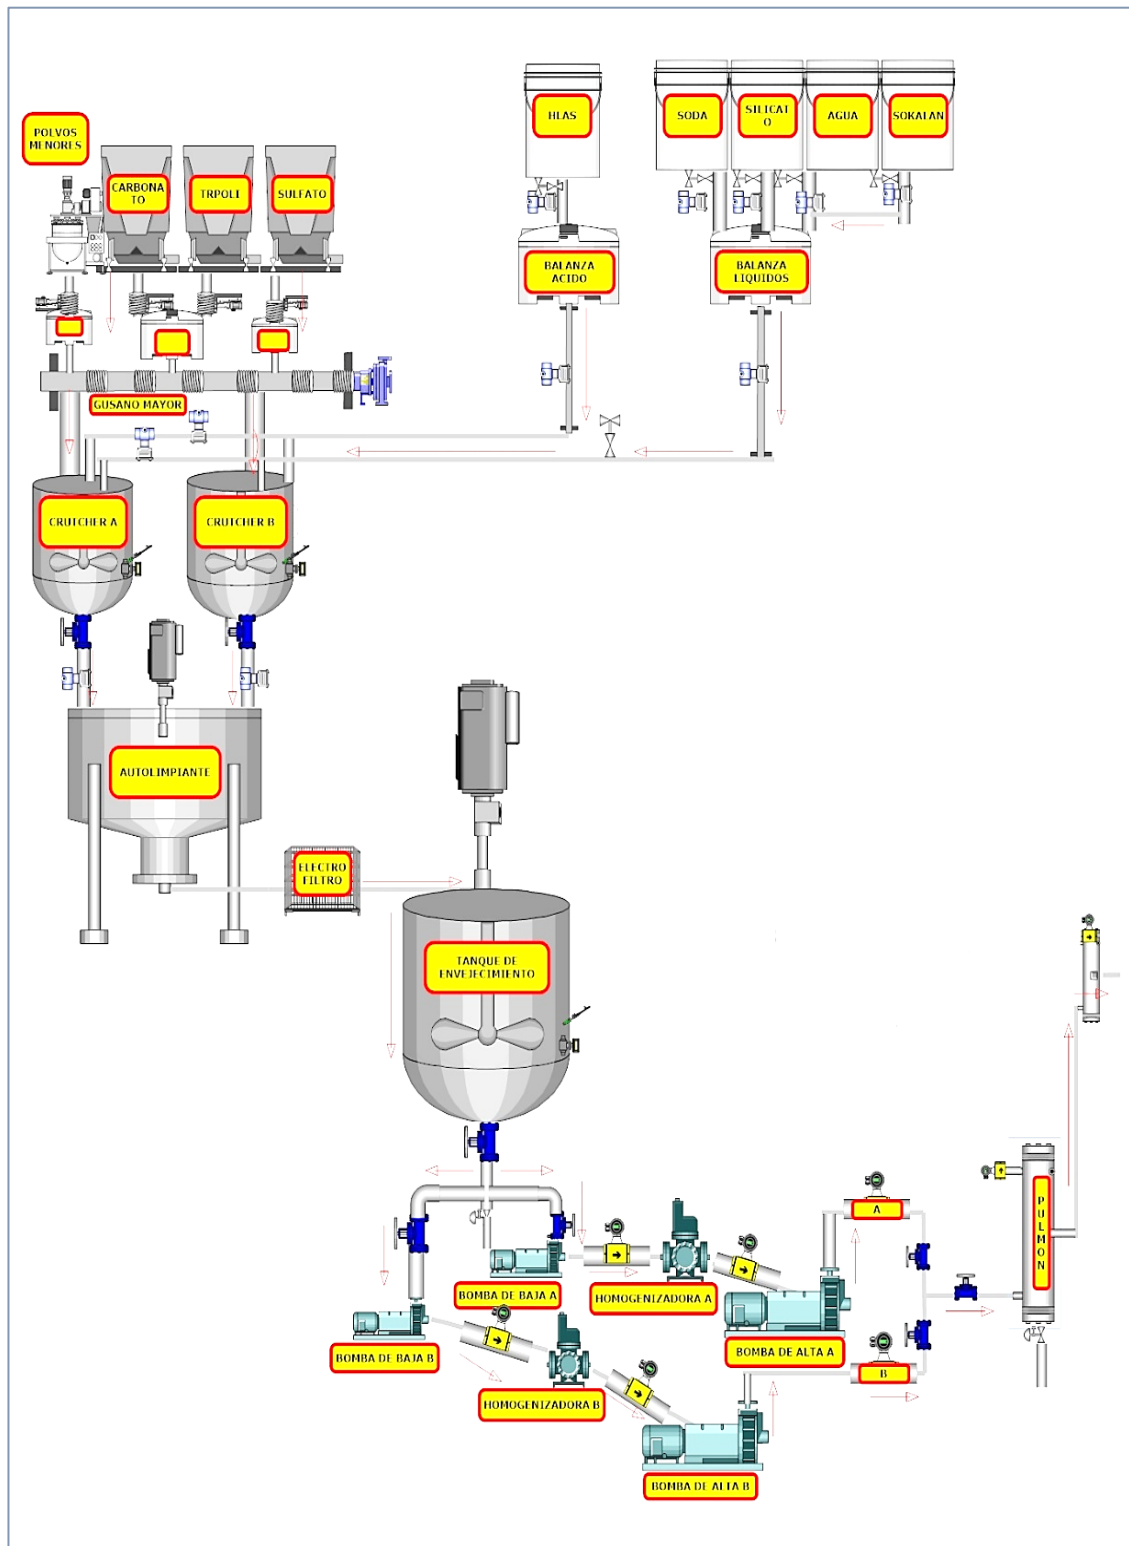 HLAS
SODA
SILICAT
O
AGUA
SOKALAN
POLVOS
MENORES
CARBONA
TO
TRPOLI
SULFATO
BALANZA
ACIDO
BALANZA
LIQUIDOS
GUSANO MAYOR
CRUTCHER A
CRUTCHER B
AUTOLIMPIANTE
ELECTRO
FILTRO
TANQUE DE
ENVEJECIMIENTO
PULMON
A
BOMBA DE BAJA A
HOMOGENIZADORA A
BOMBA DE ALTA A
BOMBA DE BAJA B
B
HOMOGENIZADORA B
BOMBA DE ALTA B